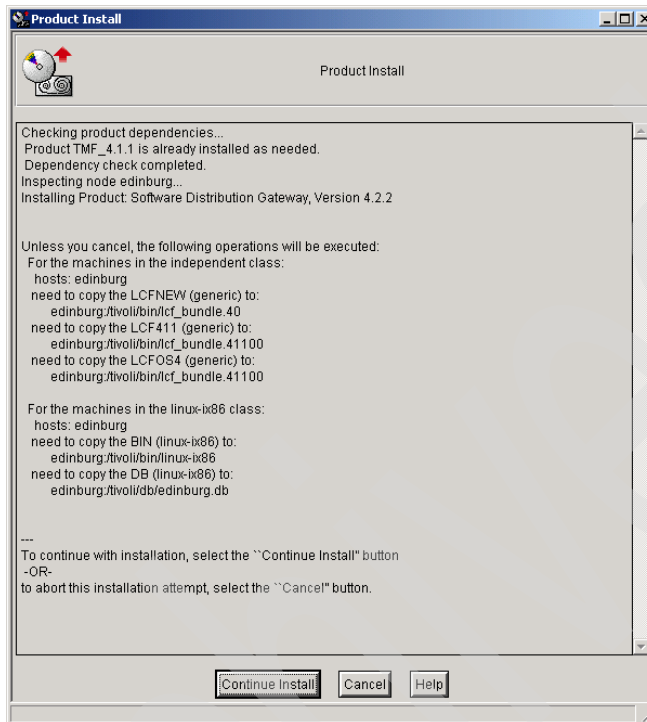 Product Install
Product Install
Checking product dependencies...
Product TMF_4.1.1 is already installed as needed.
Dependency check completed.
Inspecting node edinburg...
Installing Product: Software Distribution Gateway, Version 4.2.2
Unless you cancel, the following operations will be executed:
For the machines in the independent class:
hosts: edinburg
need to copy the LCFNEW (generic) to:
edinburg:/tivoli/bin/lcf_bundle.40
need to copy the LCF411 (generic) to:
edinburg:/tivoli/bin/lcf_bundle.41100
need to copy the LCFOS4 (generic) to:
edinburg:/tivoli/bin/lcf_bundle.41100
For the machines in the linux-ix86 class:
hosts: edinburg
need to copy the BIN (linux-ix86) to:
edinburg:/tivoli/bin/linux-ix86
need to copy the DB (linux-ix86) to:
edinburg:/tivoli/db/edinburg.db
---
To continue with installation, select the ``Continue Install'' button
-OR-
to abort this installation attempt, select the ``Cancel'' button.
Continue Install Cancel Help